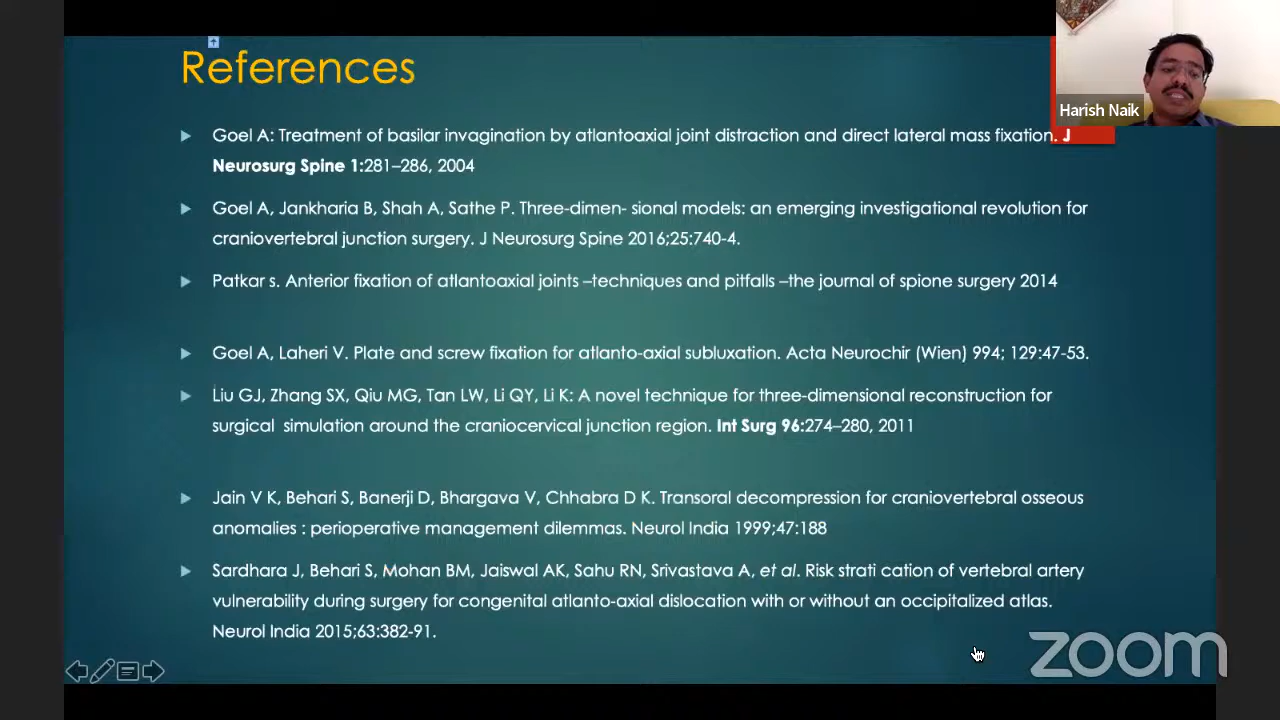 References
Harish Naik
Goel A: Treatment of basilar invagination by atlantoaxial joint distraction and direct lateral mass fixation. J
Neurosurg Spine 1:281–286, 2004
Goel A, Jankharia B, Shah A, Sathe P. Three-dimen- sional models: an emerging investigational revolution for
craniovertebral junction surgery. J Neurosurg Spine 2016;25:740-4.
Patkar s. Anterior fixation of atlantoaxial joints –techniques and pitfalls –the journal of spione surgery 2014
Goel A, Laheri V. Plate and screw fixation for atlanto-axial subluxation. Acta Neurochir (Wien) 994; 129:47-53.
Liu GJ, Zhang SX, Qiu MG, Tan LW, Li QY, Li K: A novel technique for three-dimensional reconstruction for
surgical simulation around the craniocervical junction region. Int Surg 96:274–280, 2011
Jain V K, Behari S, Banerji D, Bhargava V, Chhabra D K. Transoral decompression for craniovertebral osseous
anomalies : perioperative management dilemmas. Neurol India 1999;47:188
Sardhara J, Behari S, Mohan BM, Jaiswal AK, Sahu RN, Srivastava A, et al. Risk strati cation of vertebral artery
vulnerability during surgery for congenital atlanto-axial dislocation with or without an occipitalized atlas.
Neurol India 2015;63:382-91.
zoom